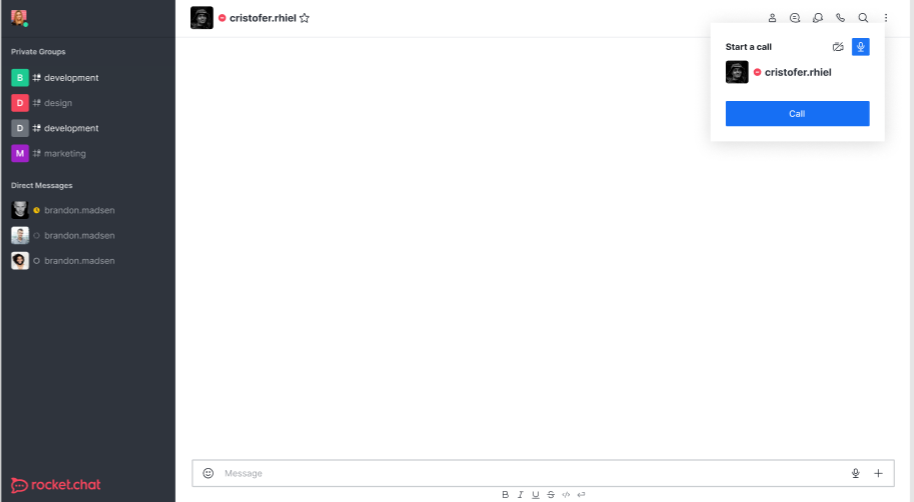 cristofer.rhiel
Private Groups
B development
D design
D development
M marketing
Direct Messages
brandon.madsen
brandon.madsen
brandon.madsen
rocket.chat
Start a call
cristofer.rhiel
Call
Message
B I U S </>